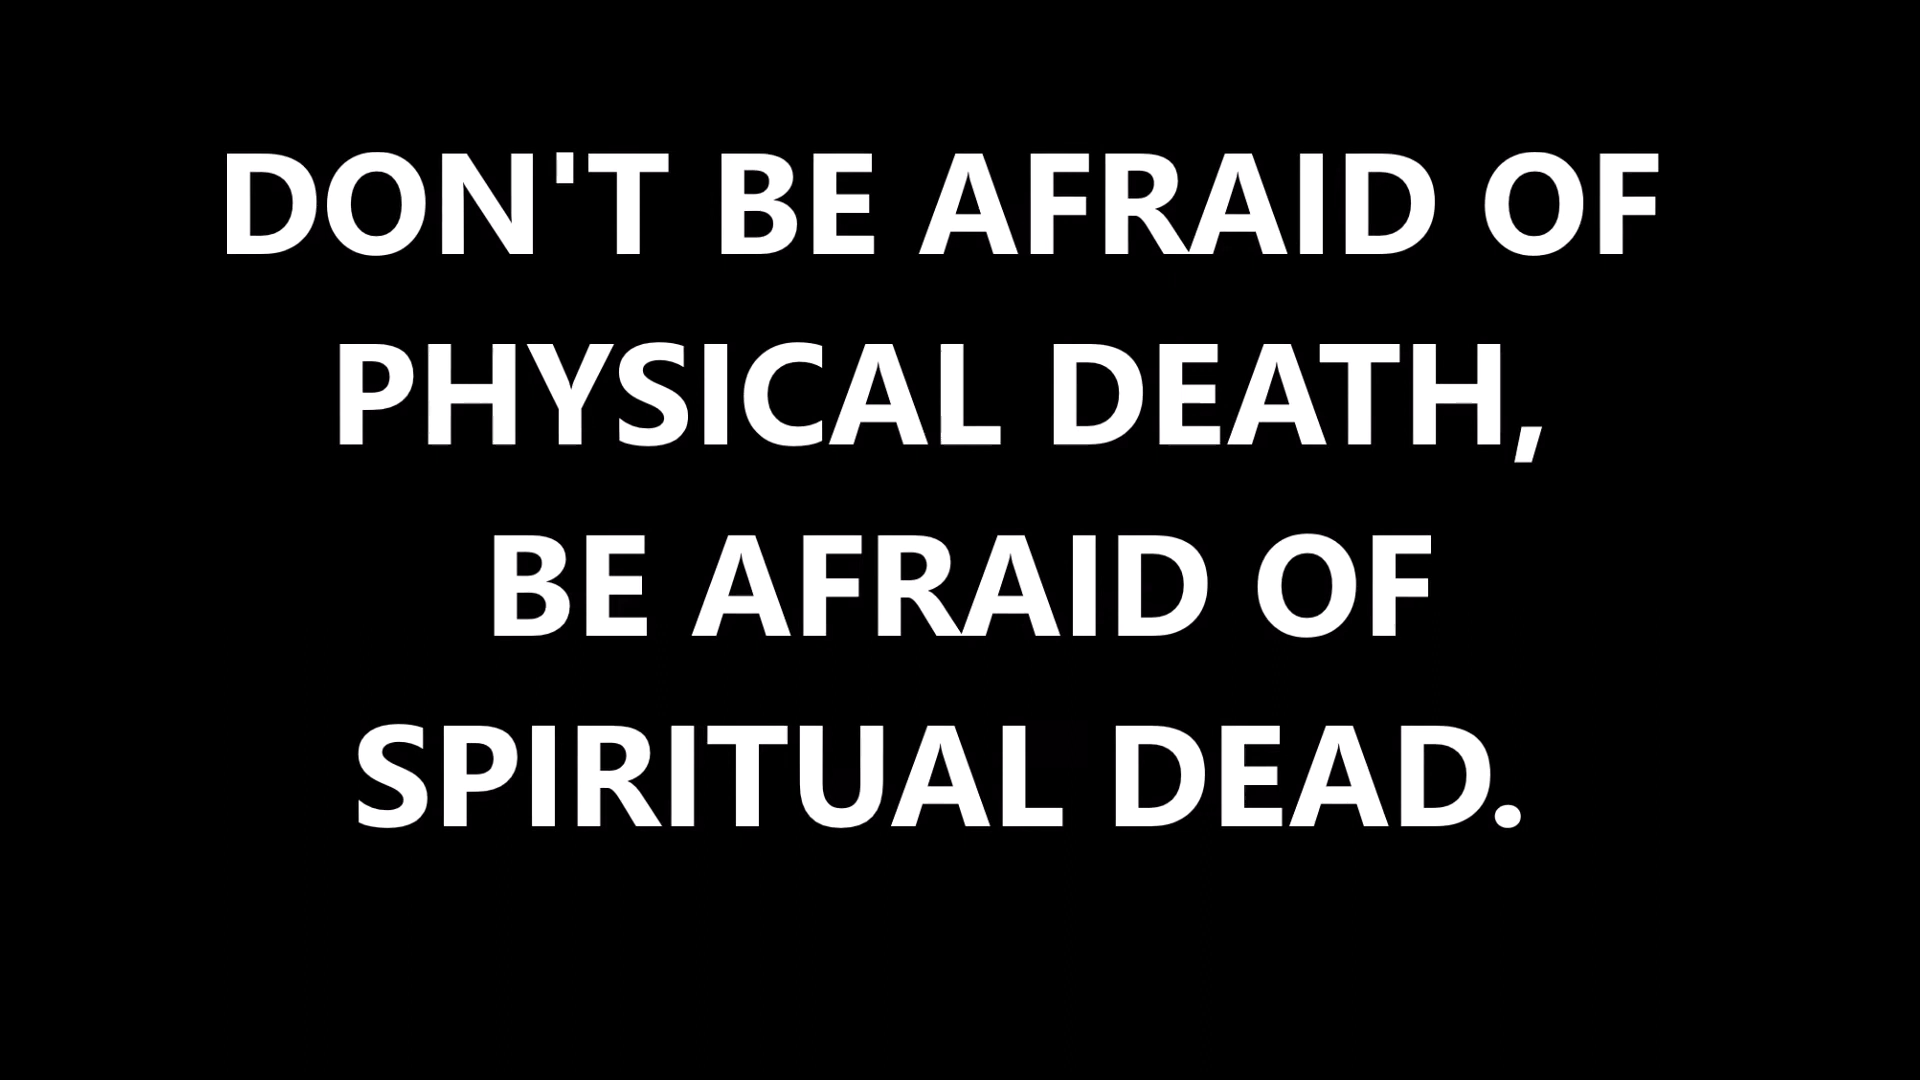 DON'T BE AFRAID OF
PHYSICAL DEATH,
BE AFRAID OF
SPIRITUAL DEAD.